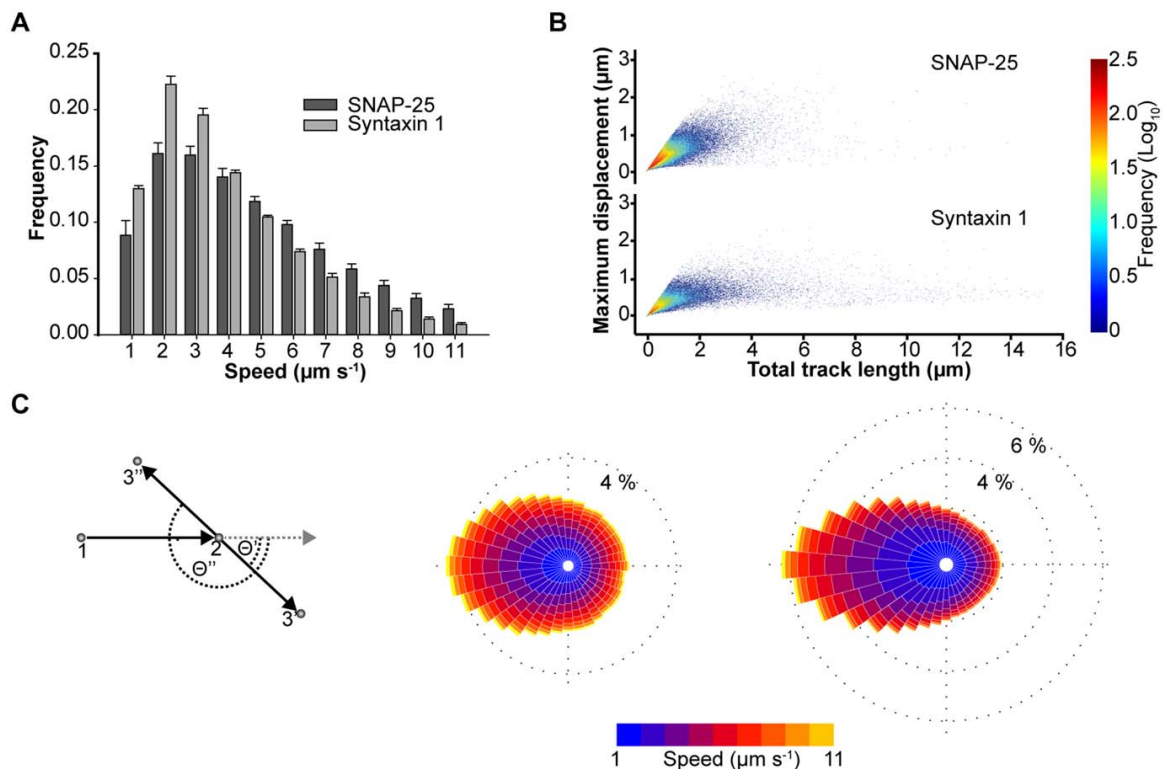 A
Frequency
0.25
0.20
0.15
0.10
0.05
0.00
SNAP-25
Syntaxin 1
1 2 3 4 5 6 7 8 9 10 11
Speed (µm s⁻¹)
B
Maximum displacement (µm)
3
2
1
0
SNAP-25
3
2
1
0
Syntaxin 1
0 2 4 6 8 10 12 14 16
Total track length (µm)
2.5
2.0
1.5
1.0
0.5
0
Frequency (Log₁₀)
C
3''
1
2
Θ'
Θ''
3'
4 %
6 %
4 %
1 Speed (µm s⁻¹) 11